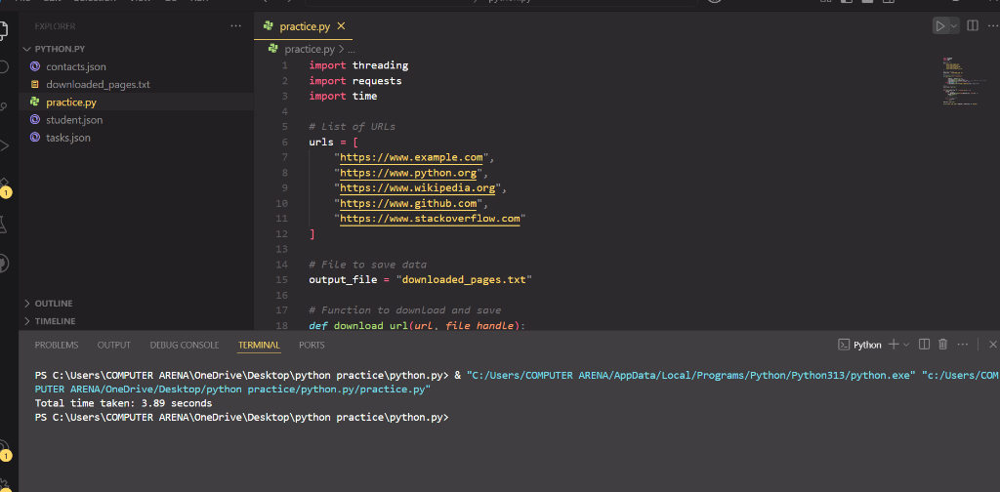 EXPLORER
PYTHON.PY
contacts.json
downloaded_pages.txt
practice.py
student.json
tasks.json
OUTLINE
TIMELINE
1
practice.py
practice.py > ...
1 import threading
2 import requests
3 import time
4
5 # List of URLs
6 urls = [
7 "https://www.example.com",
8 "https://www.python.org",
9 "https://www.wikipedia.org",
10 "https://www.github.com",
11 "https://www.stackoverflow.com"
12 ]
13
14 # File to save data
15 output_file = "downloaded_pages.txt"
16
17 # Function to download and save
18 def download_url(url, file_handle):
PROBLEMS OUTPUT DEBUG CONSOLE TERMINAL PORTS
Python
PS C:\Users\COMPUTER ARENA\OneDrive\Desktop\python practice\python.py> & "C:/Users/COMPUTER ARENA/AppData/Local/Programs/Python/Python313/python.exe" "c:/Users/COM
PUTER ARENA/OneDrive/Desktop/python practice/python.py/practice.py"
Total time taken: 3.89 seconds
PS C:\Users\COMPUTER ARENA\OneDrive\Desktop\python practice\python.py>
1